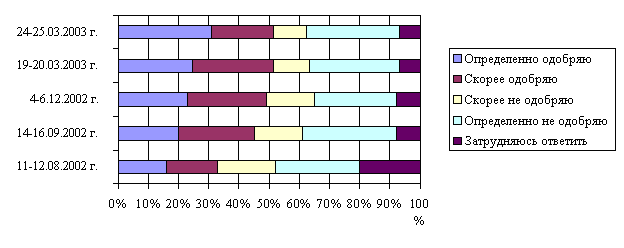 24-25.03.2003 г.
19-20.03.2003 г.
4-6.12.2002 г.
14-16.09.2002 г.
11-12.08.2002 г.
0% 10% 20% 30% 40% 50% 60% 70% 80% 90% 100
%
Определенно одобряю
Скорее одобряю
Скорее не одобряю
Определенно не одобряю
Затрудняюсь ответить